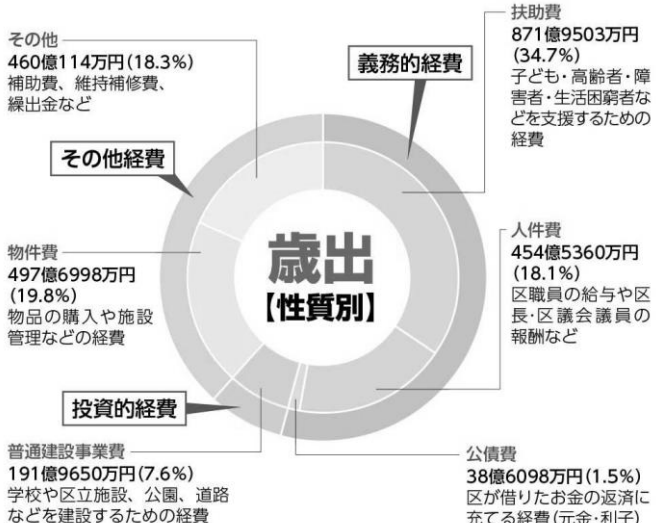 その他
460億114万円(18.3%)
補助費、維持補修費、
繰出金など
義務的経費
扶助費
871億9503万円
(34.7%)
子ども・高齢者・障
害者・生活困窮者な
どを支援するための
経費
その他経費
歳出
【性質別】
物件費
497億6998万円
(19.8%)
物品の購入や施設
管理などの経費
人件費
454億5360万円
(18.1%)
区職員の給与や区
長・区議会議員の
報酬など
投資的経費
普通建設事業費
191億9650万円(7.6%)
学校や区立施設、公園、道路
などを建設するための経費
公債費
38億6098万円(1.5%)
区が借りたお金の返済に
充てる経費(元金・利子)